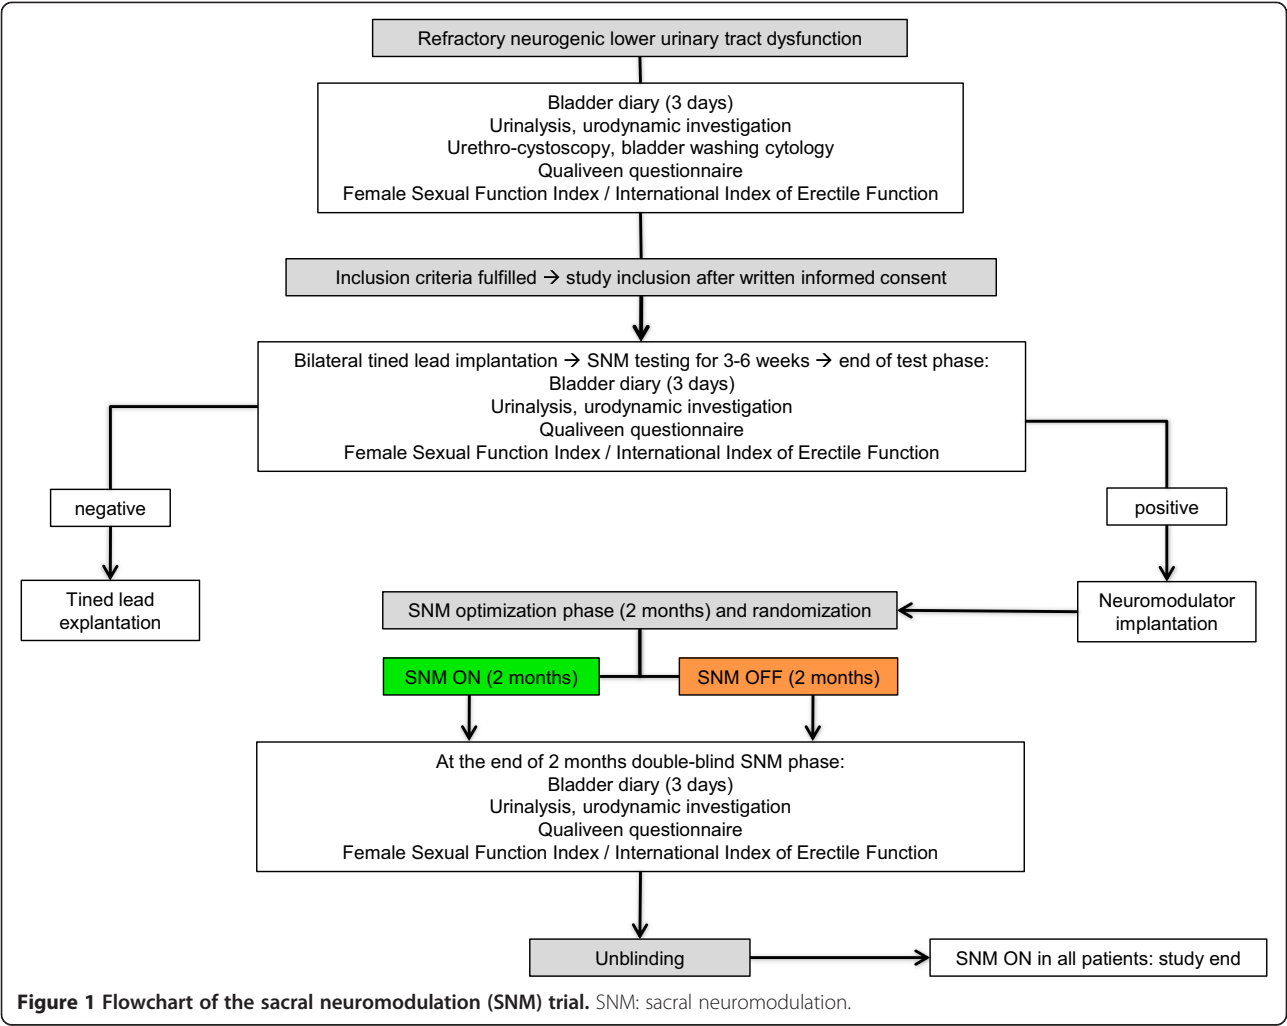 Refractory neurogenic lower urinary tract dysfunction
Bladder diary (3 days)
Urinalysis, urodynamic investigation
Urethro-cystoscopy, bladder washing cytology
Qualiveen questionnaire
Female Sexual Function Index / International Index of Erectile Function
Inclusion criteria fulfilled → study inclusion after written informed consent
Bilateral tined lead implantation → SNM testing for 3-6 weeks → end of test phase:
Bladder diary (3 days)
Urinalysis, urodynamic investigation
Qualiveen questionnaire
Female Sexual Function Index / International Index of Erectile Function
negative
positive
Tined lead
explantation
Neuromodulator
implantation
SNM optimization phase (2 months) and randomization
SNM ON (2 months)
SNM OFF (2 months)
At the end of 2 months double-blind SNM phase:
Bladder diary (3 days)
Urinalysis, urodynamic investigation
Qualiveen questionnaire
Female Sexual Function Index / International Index of Erectile Function
Unblinding
SNM ON in all patients: study end
Figure 1 Flowchart of the sacral neuromodulation (SNM) trial. SNM: sacral neuromodulation.